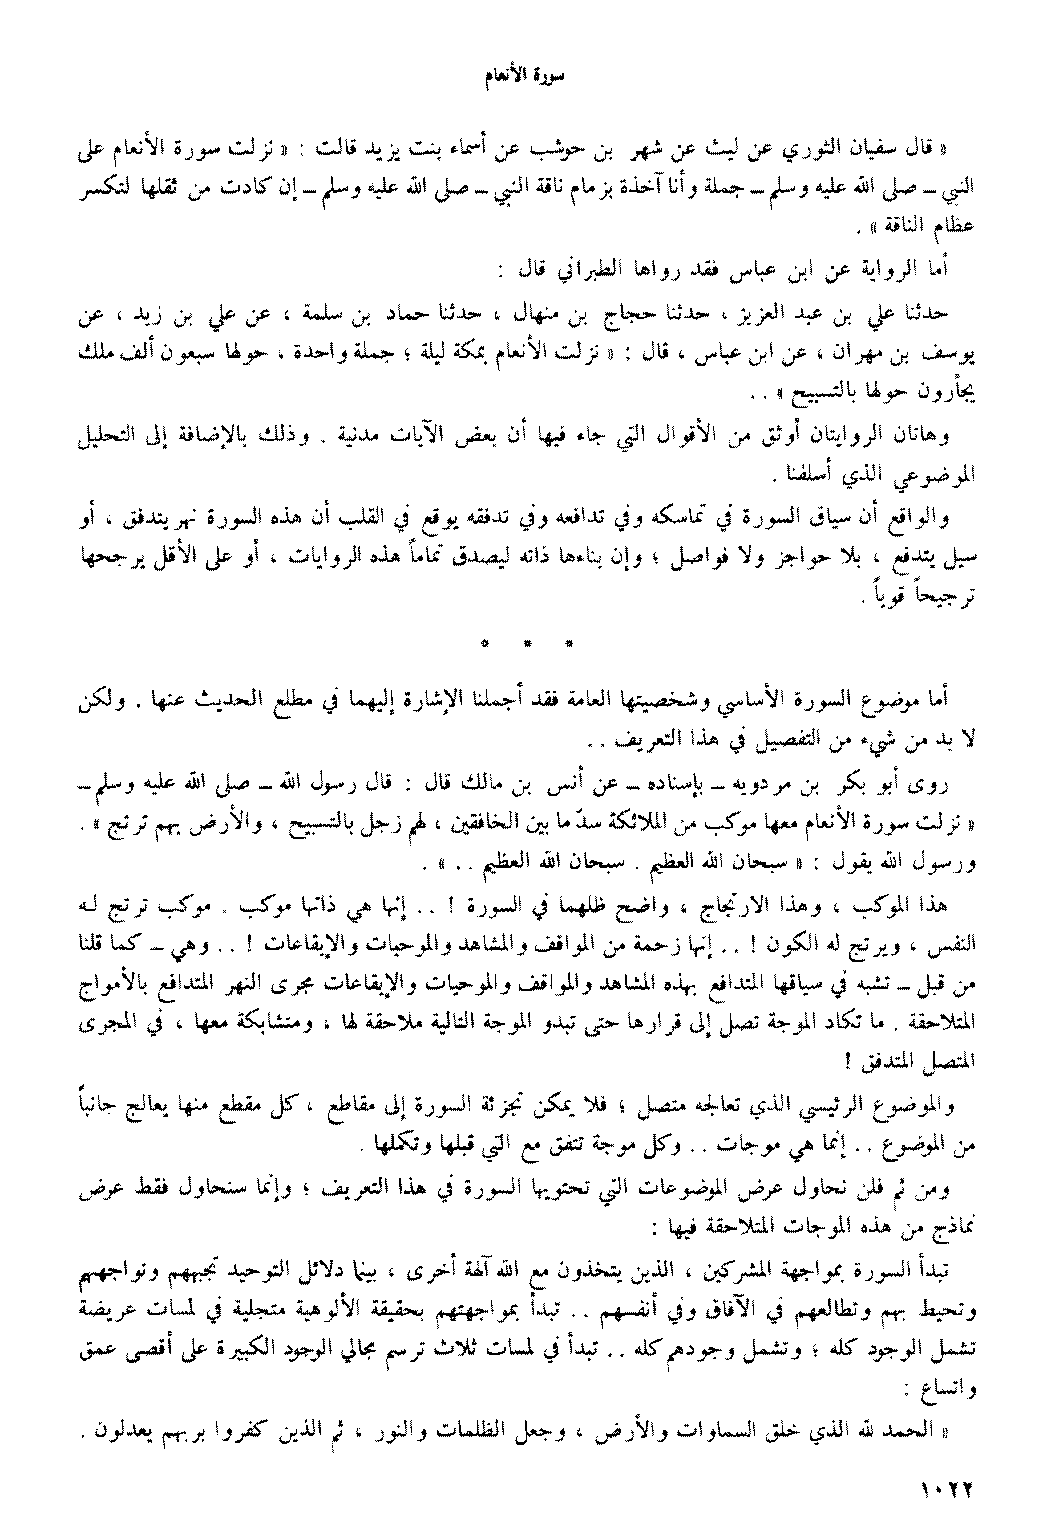 سورة الأنعام
« قال سفيان الثوري عن ليث عن شهر بن حوشب عن أسماء بنت يزيد قالت : « نزلت سورة الأنعام على
النبي ــ صلى الله عليه وسلم ــ جملة وأنا آخذة بزمام ناقة النبي ــ صلى الله عليه وسلم ــ إن كادت من ثقلها لتكسر
عظام الناقة » .
أما الرواية عن ابن عباس فقد رواها الطبراني قال :
حدثنا علي بن عبد العزيز ، حدثنا حجاج بن منهال ، حدثنا حماد بن سلمة ، عن علي بن زيد ، عن
يوسف بن مهران ، عن ابن عباس ، قال : « نزلت الأنعام بمكة ليلة ؛ جملة واحدة ، حولها سبعون ألف ملك
يجأرون حولها بالتسبيح » . .
وهاتان الروايتان أوثق من الأقوال التي جاء فيها أن بعض الآيات مدنية . وذلك بالإضافة إلى التحليل
الموضوعي الذي أسلفنا .
والواقع أن سياق السورة في تماسكه وفي تدافعه وفي تدفقه يوقع في القلب أن هذه السورة نهر يتدفق ، أو
سيل يتدفع ، بلا حواجز ولا فواصل ؛ وإن بناءها ذاته ليصدق تماماً هذه الروايات ، أو على الأقل يرجحها
ترجيحاً قوياً .
* * *
أما موضوع السورة الأساسي وشخصيتها العامة فقد أجملنا الإشارة إليهما في مطلع الحديث عنها . ولكن
لا بد من شيء من التفصيل في هذا التعريف . .
روى أبو بكر بن مردويه ــ بإسناده ــ عن أنس بن مالك قال : قال رسول الله ــ صلى الله عليه وسلم ــ
« نزلت سورة الأنعام معها موكب من الملائكة سدّ ما بين الخافقين ، لهم زجل بالتسبيح ، والأرض بهم ترتج » .
ورسول الله يقول : « سبحان الله العظيم . سبحان الله العظيم . . » .
هذا الموكب ، وهذا الارتجاج ، واضح ظلهما في السورة ! . . إنها هي ذاتها موكب . موكب ترتج له
النفس ، ويرتج له الكون ! . . إنها زحمة من المواقف والمشاهد والموحيات والإيقاعات ! . . وهي ــ كما قلنا
من قبل ــ تشبه في سياقها المتدافع بهذه المشاهد والمواقف والموحيات والإيقاعات مجرى النهر المتدافع بالأمواج
المتلاحقة . ما تكاد الموجة تصل إلى قرارها حتى تبدو الموجة التالية ملاحقة لها ، ومتشابكة معها ، في المجرى
المتصل المتدفق !
والموضوع الرئيسي الذي تعالجه متصل ؛ فلا يمكن تجزئة السورة إلى مقاطع ، كل مقطع منها يعالج جانباً
من الموضوع . . إنما هي موجات . . وكل موجة تتفق مع التي قبلها وتكملها .
ومن ثم فلن نحاول عرض الموضوعات التي تحتويها السورة في هذا التعريف ؛ وإنما سنحاول فقط عرض
نماذج من هذه الموجات المتلاحقة فيها :
تبدأ السورة بمواجهة المشركين ، الذين يتخذون مع الله آلهة أخرى ، بينما دلائل التوحيد تجبههم وتواجههم
وتحيط بهم وتطالعهم في الآفاق وفي أنفسهم . . تبدأ بمواجهتهم بحقيقة الألوهية متجلية في لمسات عريضة
تشمل الوجود كله ؛ وتشمل وجودهم كله . . تبدأ في لمسات ثلاث ترسم مجالي الوجود الكبيرة على أقصى عمق
واتساع :
« الحمد لله الذي خلق السماوات والأرض ، وجعل الظلمات والنور ، ثم الذين كفروا بربهم يعدلون .
١٠٢٢